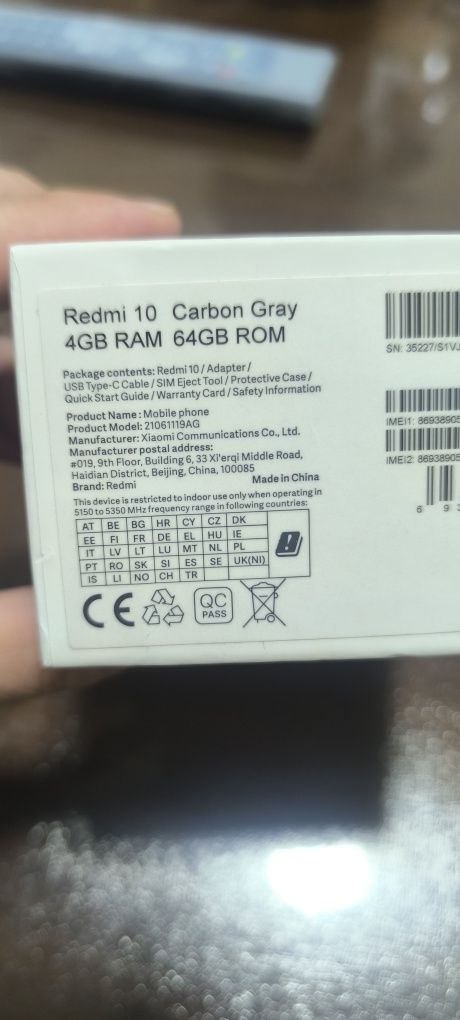 Redmi 10 Carbon Gray
4GB RAM 64GB ROM
Package contents: Redmi 10 / Adapter /
USB Type-C Cable / SIM Eject Tool / Protective Case /
Quick Start Guide / Warranty Card / Safety Information
Product Name : Mobile phone
Product Model: 21061119AG
Manufacturer: Xiaomi Communications Co., Ltd.
Manufacturer postal address:
#019, 9th Floor, Building 6, 33 Xi'erqi Middle Road,
Haidian District, Beijing, China, 100085
Brand: Redmi Made in China
This device is restricted to indoor use only when operating in
5150 to 5350 MHz frequency range in following countries:
AT BE BG HR CY CZ DK
EE FI FR DE EL HU IE
IT LV LT LU MT NL PL
PT RO SK SI ES SE UK(NI)
IS LI NO CH TR
CE
QC
PASS
SN: 35227/S1VJ
IMEI1: 86938905
IMEI2: 86938905
6 93